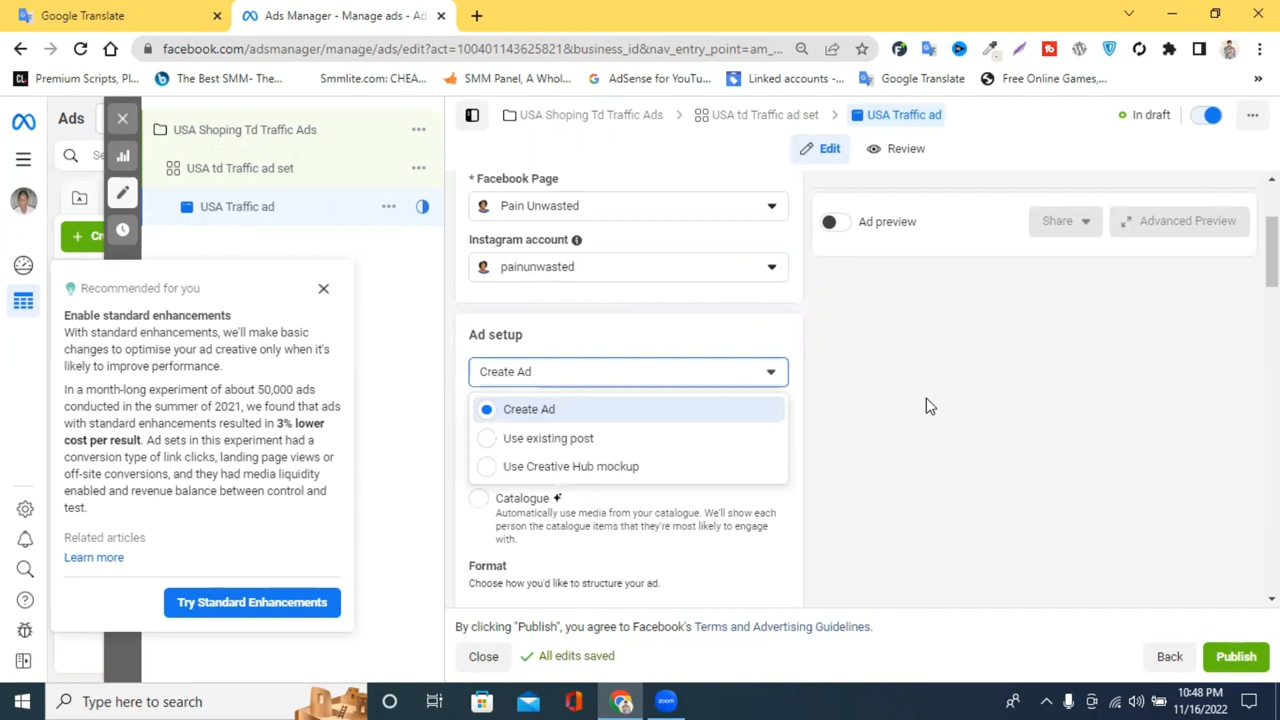 Google Translate
Ads Manager - Manage ads - Ad
facebook.com/adsmanager/manage/ads/edit?act=100401143625821&business_id&nav_entry_point=am_...
Premium Scripts, Pl...
The Best SMM- The...
Smmlite.com: CHEA...
SMM Panel, A Whol...
AdSense for YouTu...
Linked accounts -...
Google Translate
Free Online Games,...
Ads
USA Shoping Td Traffic Ads
USA td Traffic ad set
USA Traffic ad
USA Shoping Td Traffic Ads
USA td Traffic ad set
USA Traffic ad
In draft
Edit
Review
* Facebook Page
Pain Unwasted
Instagram account
painunwasted
Ad preview
Share
Advanced Preview
Recommended for you
Enable standard enhancements
With standard enhancements, we'll make basic
changes to optimise your ad creative only when it's
likely to improve performance.
In a month-long experiment of about 50,000 ads
conducted in the summer of 2021, we found that ads
with standard enhancements resulted in 3% lower
cost per result. Ad sets in this experiment had a
conversion type of link clicks, landing page views or
off-site conversions, and they had media liquidity
enabled and revenue balance between control and
test.
Related articles
Learn more
Try Standard Enhancements
Ad setup
Create Ad
Create Ad
Use existing post
Use Creative Hub mockup
Catalogue
Automatically use media from your catalogue. We'll show each
person the catalogue items that they're most likely to engage
with.
Format
Choose how you'd like to structure your ad.
By clicking "Publish", you agree to Facebook's Terms and Advertising Guidelines.
Close
All edits saved
Back
Publish
Type here to search
zoom
10:48 PM
11/16/2022